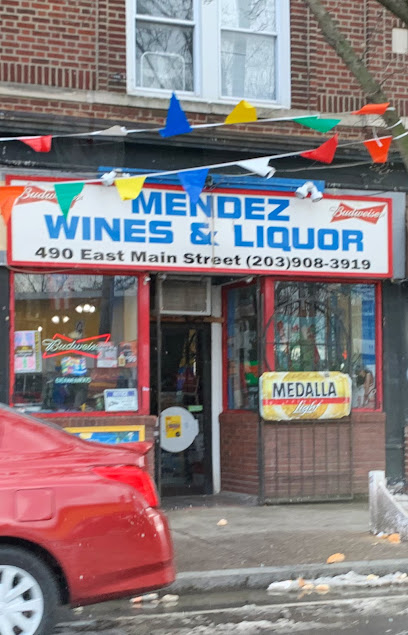 Budweiser
MENDEZ
Budweiser
WINES & LIQUOR
490 East Main Street (203)908-3919
Budweiser
MEDALLA
Light